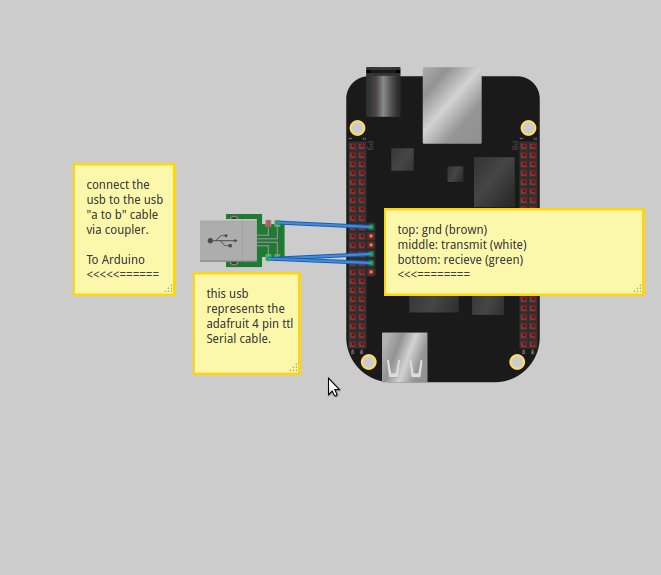 connect the
usb to the usb
"a to b" cable
via coupler.
To Arduino
<<<<<======
this usb
represents the
adafruit 4 pin ttl
Serial cable.
P9
P8
top: gnd (brown)
middle: transmit (white)
bottom: recieve (green)
<<<========